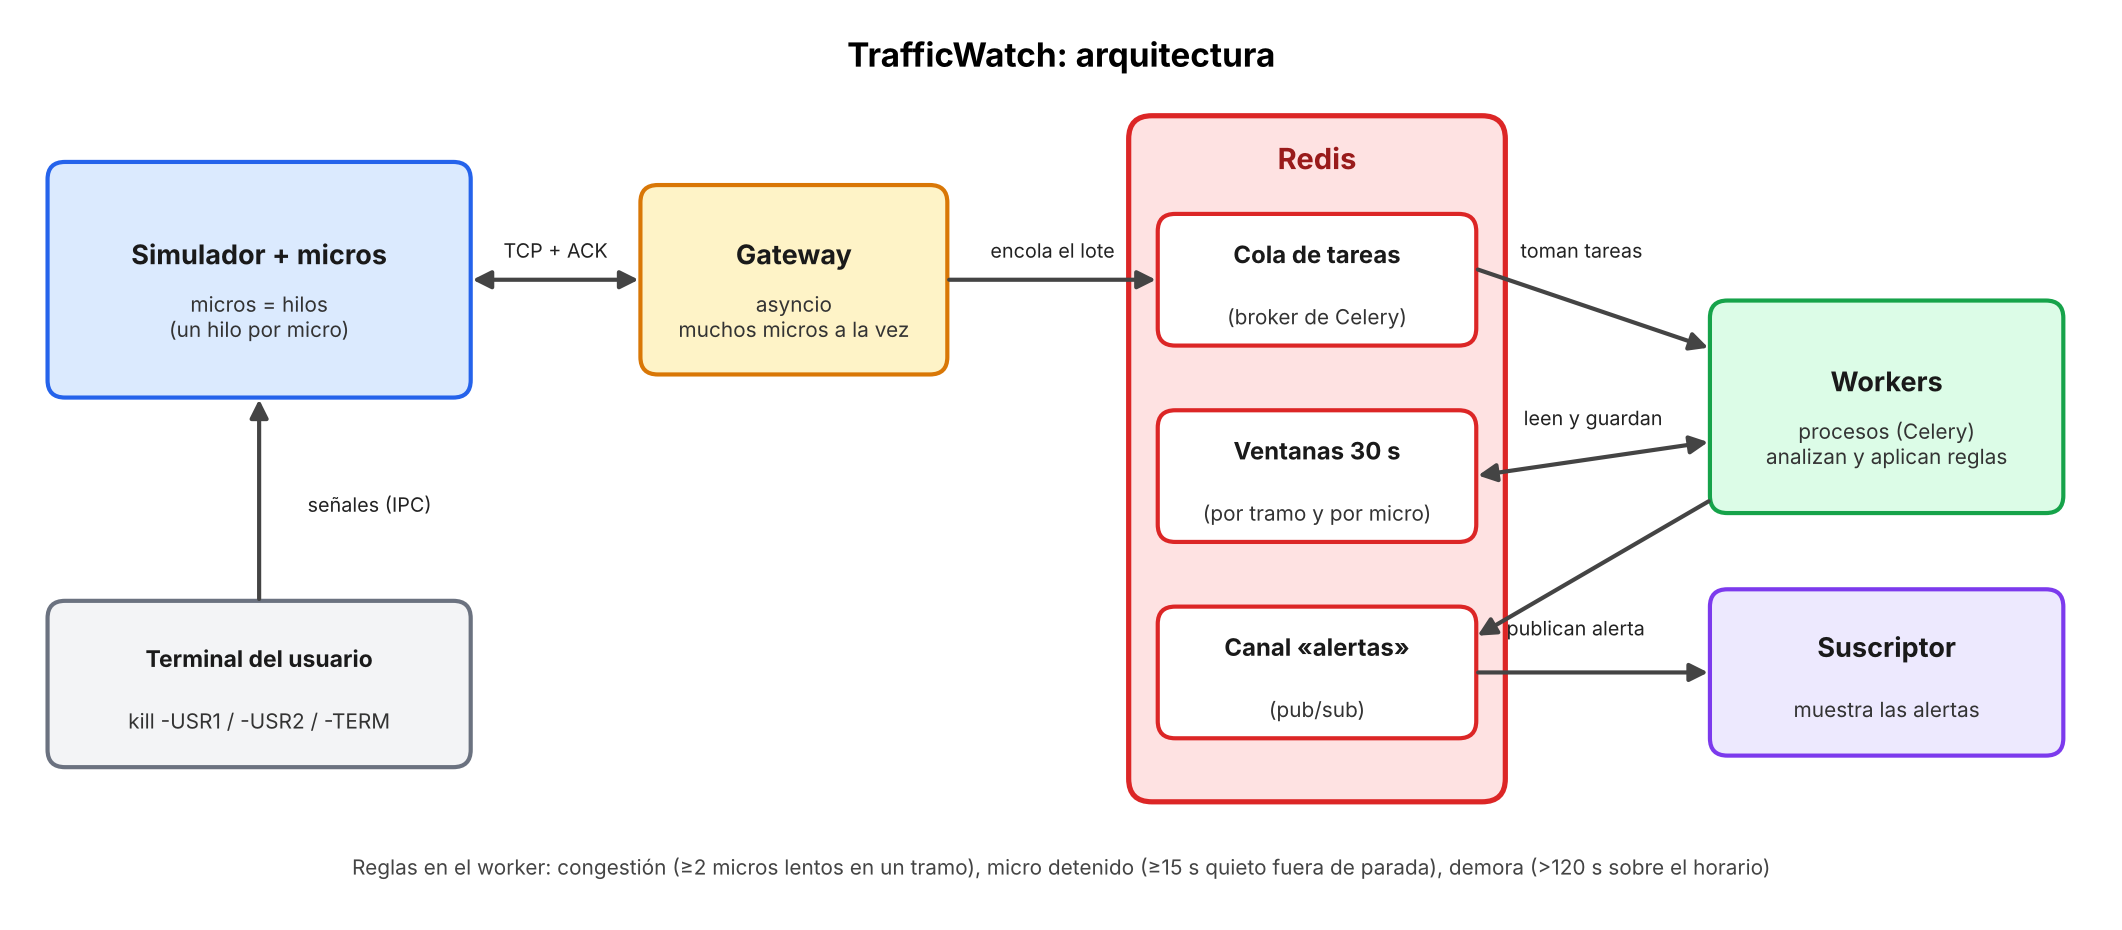 TrafficWatch: arquitectura
Simulador + micros
micros = hilos
(un hilo por micro)
TCP + ACK
Gateway
asyncio
muchos micros a la vez
encola el lote
Redis
Cola de tareas
(broker de Celery)
toman tareas
Ventanas 30 s
(por tramo y por micro)
leen y guardan
Workers
procesos (Celery)
analizan y aplican reglas
señales (IPC)
Terminal del usuario
kill -USR1 / -USR2 / -TERM
Canal «alertas»
(pub/sub)
publican alerta
Suscriptor
muestra las alertas
Reglas en el worker: congestión (≥2 micros lentos en un tramo), micro detenido (≥15 s quieto fuera de parada), demora (>120 s sobre el horario)